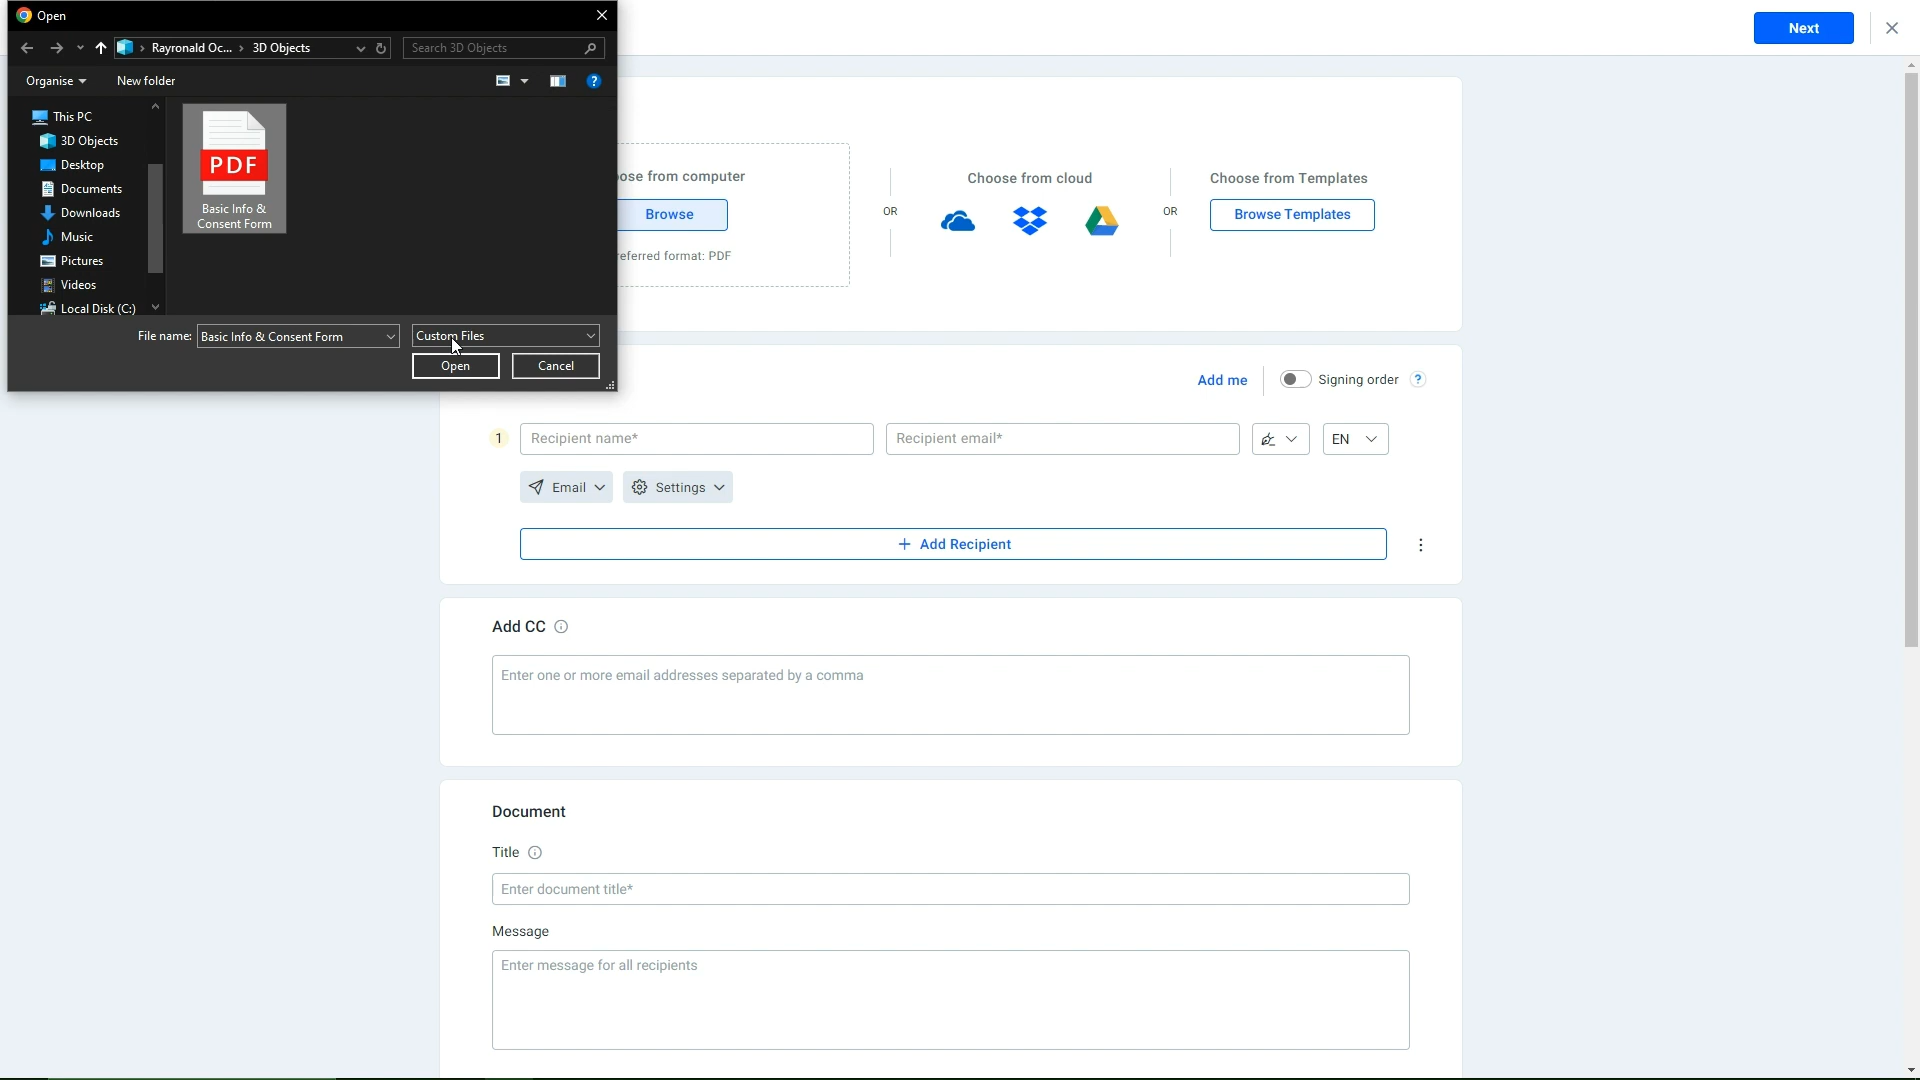 Open
Rayronald Oc... › 3D Objects
Search 3D Objects
Organise
New folder
This PC
3D Objects
Desktop
Documents
Downloads
Music
Pictures
Videos
Local Disk (C:)
PDF
Basic Info &
Consent Form
File name:
Basic Info & Consent Form
Custom Files
Open
Cancel
Next
ose from computer
Browse
eferred format: PDF
OR
Choose from cloud
OR
Choose from Templates
Browse Templates
Add me
Signing order
?
1
Recipient name*
Recipient email*
EN
Email
Settings
+ Add Recipient
Add CC
Enter one or more email addresses separated by a comma
Document
Title
Enter document title*
Message
Enter message for all recipients